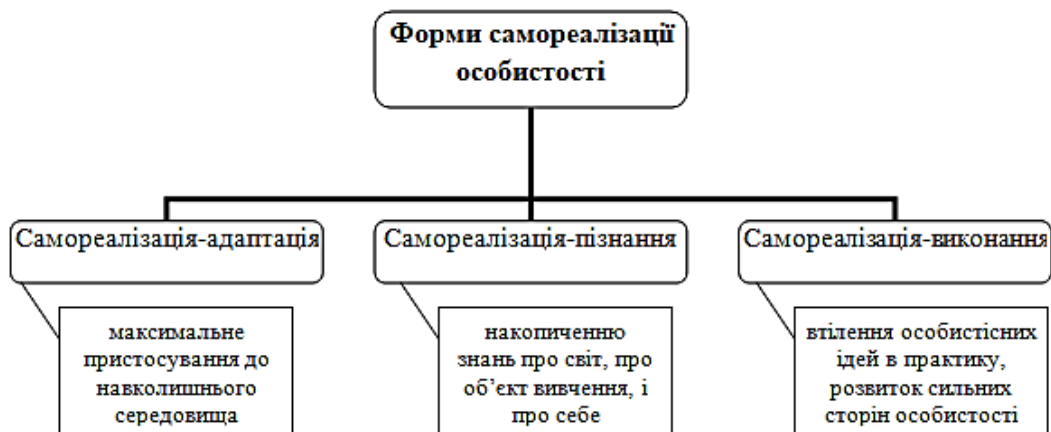 Форми самореалізації
особистості
Самореалізація-адаптація
Самореалізація-пізнання
Самореалізація-виконання
максимальне
пристосування до
навколишнього
середовища
накопиченню
знань про світ, про
об’єкт вивчення, і
про себе
втілення особистісних
ідей в практику,
розвиток сильних
сторін особистості